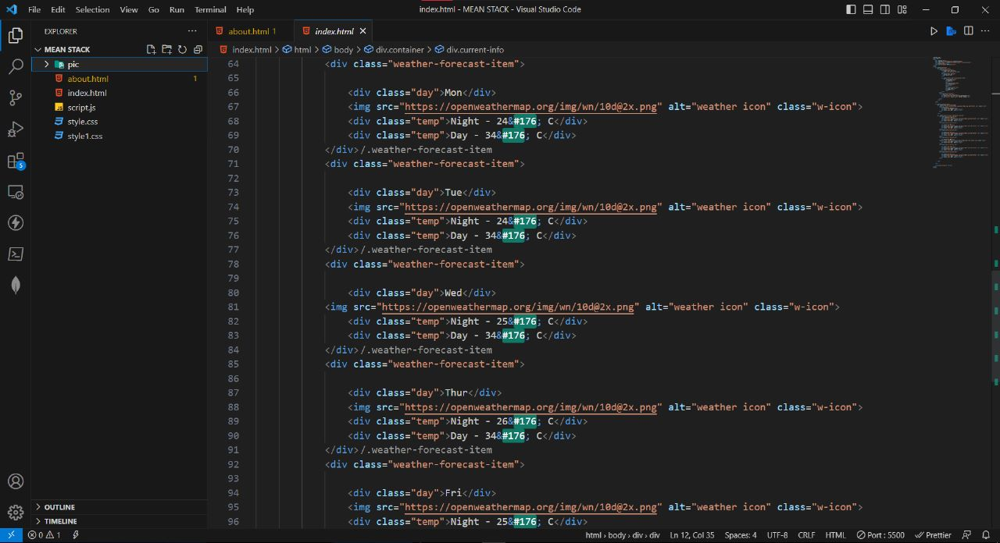 File Edit Selection View Go Run Terminal Help index.html - MEAN STACK - Visual Studio Code
EXPLORER ...
about.html 1 index.html
MEAN STACK
index.html > html > body > div.container > div.current-info
pic
about.html 1
index.html
script.js
style.css
style1.css
64 <div class="weather-forecast-item">
65
66 <div class="day">Mon</div>
67 <img src="https://openweathermap.org/img/wn/10d@2x.png" alt="weather icon" class="w-icon">
68 <div class="temp">Night - 24&#176; C</div>
69 <div class="temp">Day - 34&#176; C</div>
70 </div>/.weather-forecast-item
71 <div class="weather-forecast-item">
72
73 <div class="day">Tue</div>
74 <img src="https://openweathermap.org/img/wn/10d@2x.png" alt="weather icon" class="w-icon">
75 <div class="temp">Night - 24&#176; C</div>
76 <div class="temp">Day - 34&#176; C</div>
77 </div>/.weather-forecast-item
78 <div class="weather-forecast-item">
79
80 <div class="day">Wed</div>
81 <img src="https://openweathermap.org/img/wn/10d@2x.png" alt="weather icon" class="w-icon">
82 <div class="temp">Night - 25&#176; C</div>
83 <div class="temp">Day - 34&#176; C</div>
84 </div>/.weather-forecast-item
85 <div class="weather-forecast-item">
86
87 <div class="day">Thur</div>
88 <img src="https://openweathermap.org/img/wn/10d@2x.png" alt="weather icon" class="w-icon">
89 <div class="temp">Night - 26&#176; C</div>
90 <div class="temp">Day - 34&#176; C</div>
91 </div>/.weather-forecast-item
92 <div class="weather-forecast-item">
93
94 <div class="day">Fri</div>
95 <img src="https://openweathermap.org/img/wn/10d@2x.png" alt="weather icon" class="w-icon">
96 <div class="temp">Night - 25&#176; C</div>
OUTLINE
TIMELINE
0 1 html › body › div › div Ln 12, Col 35 Spaces: 4 UTF-8 CRLF HTML Port : 5500 Prettier